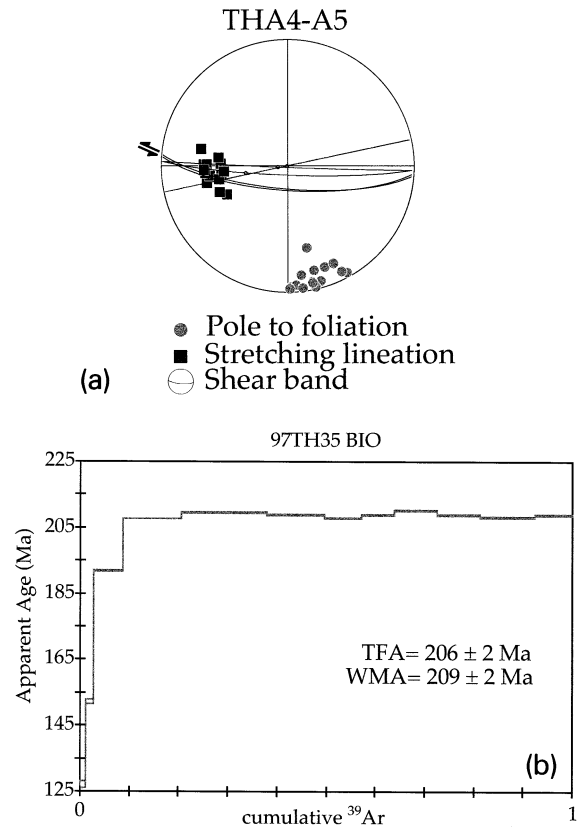 THA4-A5
Pole to foliation
Stretching lineation
(a)
Shear band
97TH35 BIO
225
205
185
165
145
125
Apparent Age (Ma)
TFA= 206 ± 2 Ma
WMA= 209 ± 2 Ma
(b)
0
cumulative ³⁹Ar
1